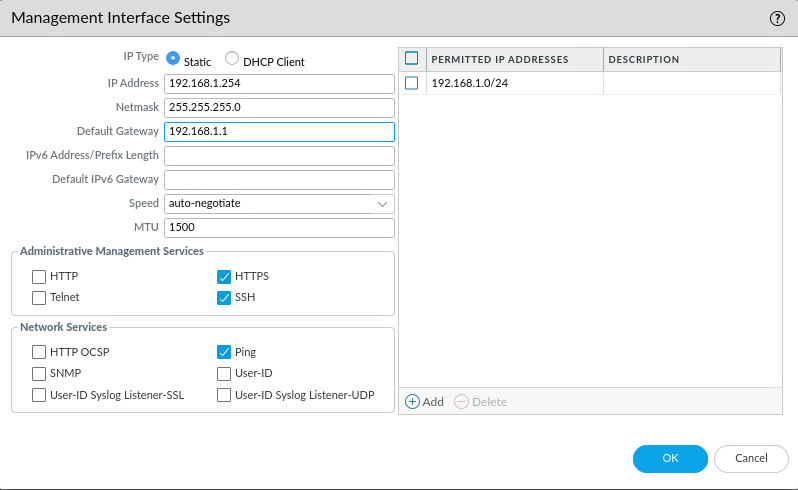 Management Interface Settings
IP Type Static DHCP Client
IP Address 192.168.1.254
Netmask 255.255.255.0
Default Gateway 192.168.1.1
IPv6 Address/Prefix Length
Default IPv6 Gateway
Speed auto-negotiate
MTU 1500
Administrative Management Services
HTTP HTTPS
Telnet SSH
Network Services
HTTP OCSP Ping
SNMP User-ID
User-ID Syslog Listener-SSL User-ID Syslog Listener-UDP
PERMITTED IP ADDRESSES DESCRIPTION
192.168.1.0/24
Add Delete
OK Cancel